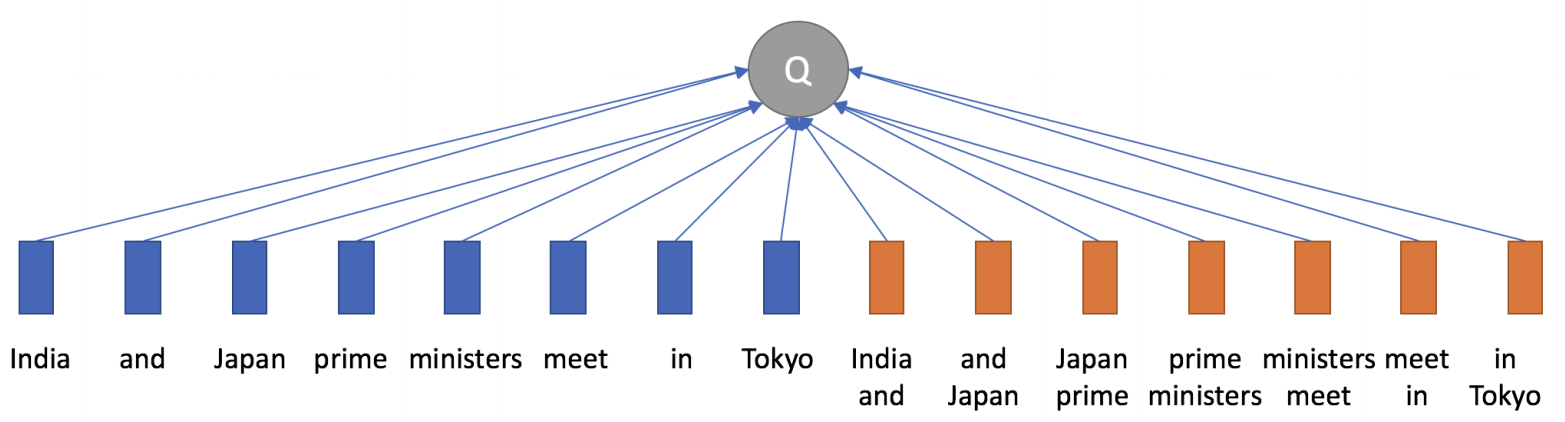 Q
India and Japan prime ministers meet in Tokyo India and Japan prime ministers meet in
and Japan prime ministers meet in Tokyo